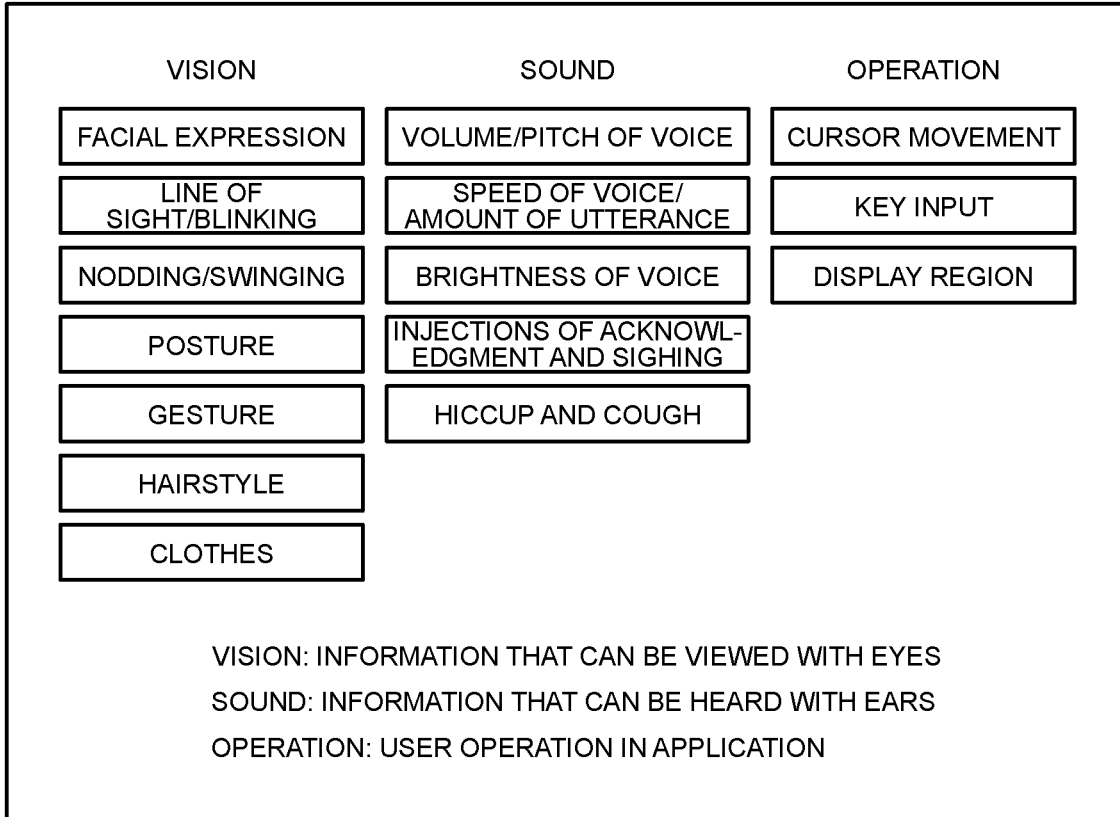 VISION
SOUND
OPERATION
FACIAL EXPRESSION
VOLUME/PITCH OF VOICE
CURSOR MOVEMENT
LINE OF
SIGHT/BLINKING
SPEED OF VOICE/
AMOUNT OF UTTERANCE
KEY INPUT
NODDING/SWINGING
BRIGHTNESS OF VOICE
DISPLAY REGION
POSTURE
INJECTIONS OF ACKNOWL-
EDGMENT AND SIGHING
GESTURE
HICCUP AND COUGH
HAIRSTYLE
CLOTHES
VISION: INFORMATION THAT CAN BE VIEWED WITH EYES
SOUND: INFORMATION THAT CAN BE HEARD WITH EARS
OPERATION: USER OPERATION IN APPLICATION